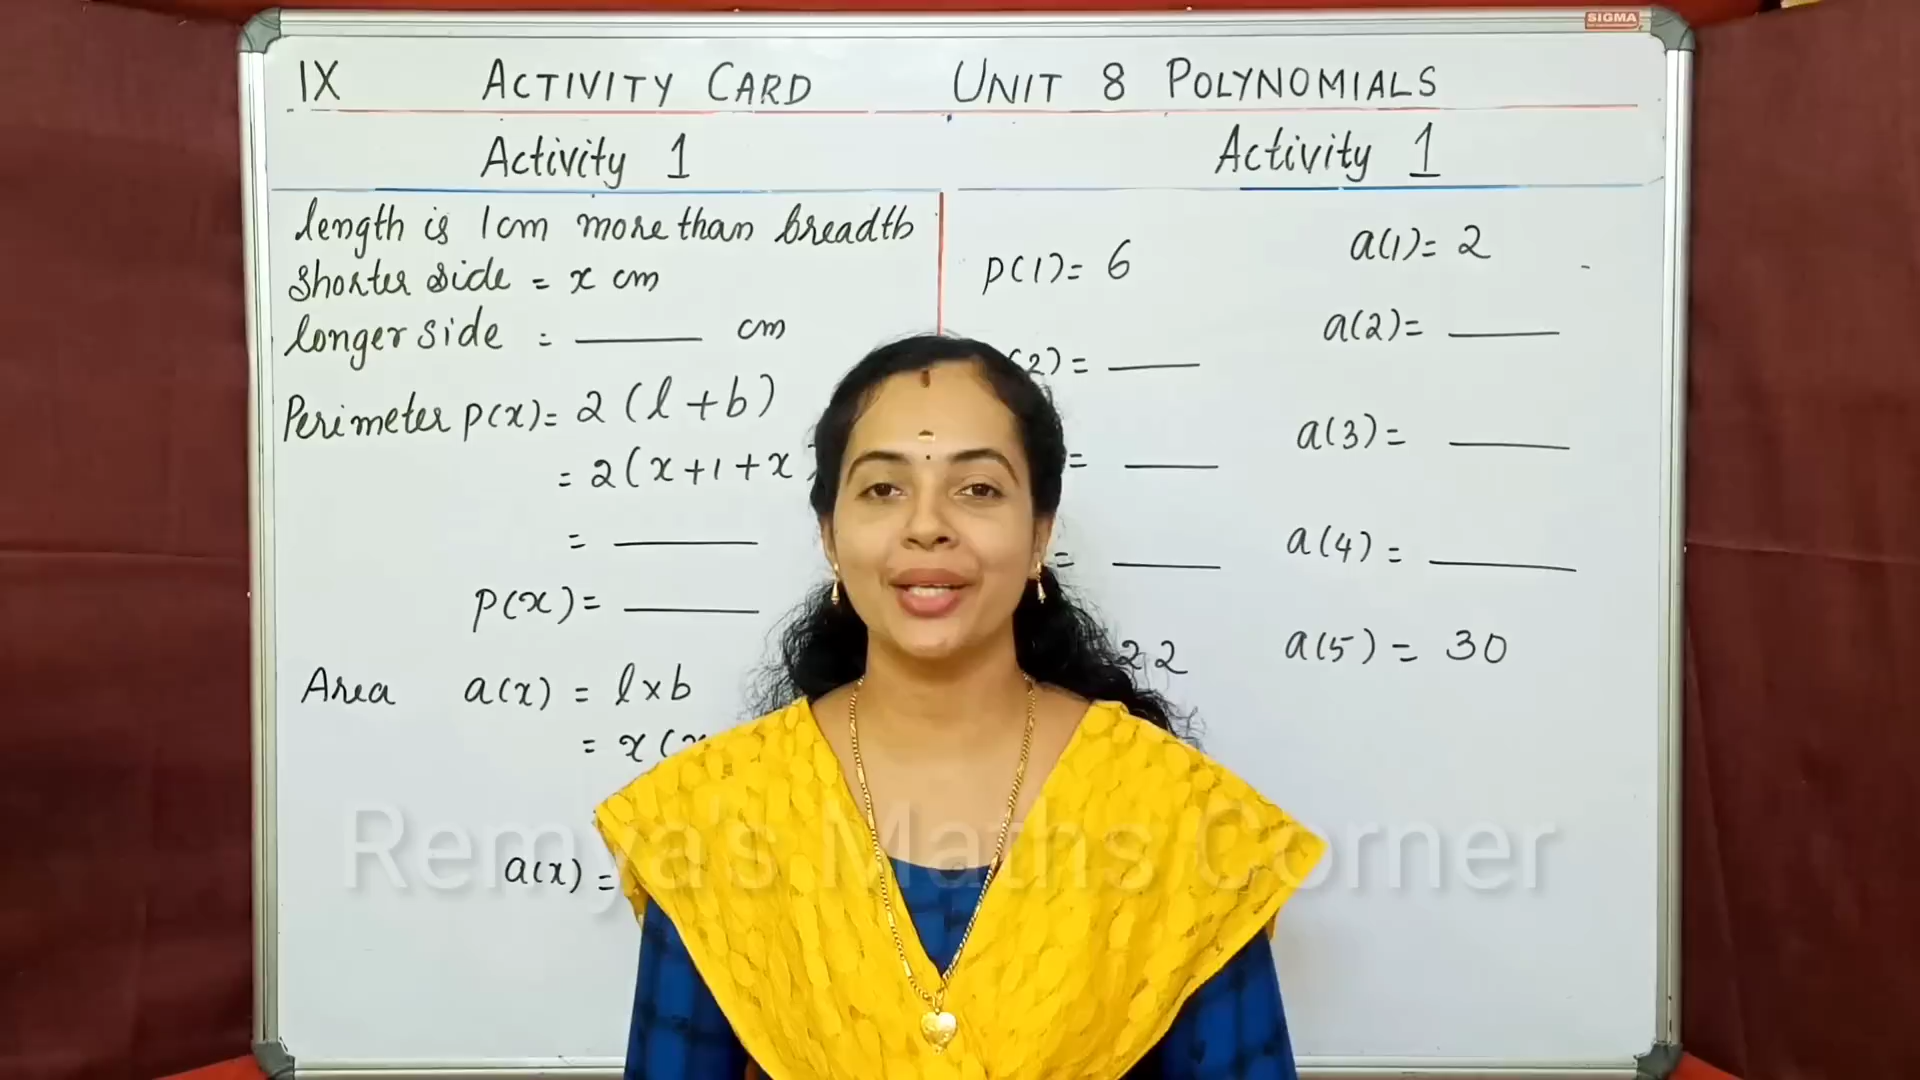 SIGMA
IX ACTIVITY CARD UNIT 8 POLYNOMIALS
Activity 1
length is 1cm more than breadth
Shorter side = x cm
longer side = ______ cm
Perimeter p(x)= 2(l+b)
= 2(x+1+x
= ______
p(x)= ______
Area a(x) = l×b
= x(x
a(x) =
Activity 1
p(1)= 6
(2)= ______
= ______
= ______
22
a(1)= 2
a(2)= ______
a(3)= ______
a(4)= ______
a(5)= 30
Remya's Maths Corner